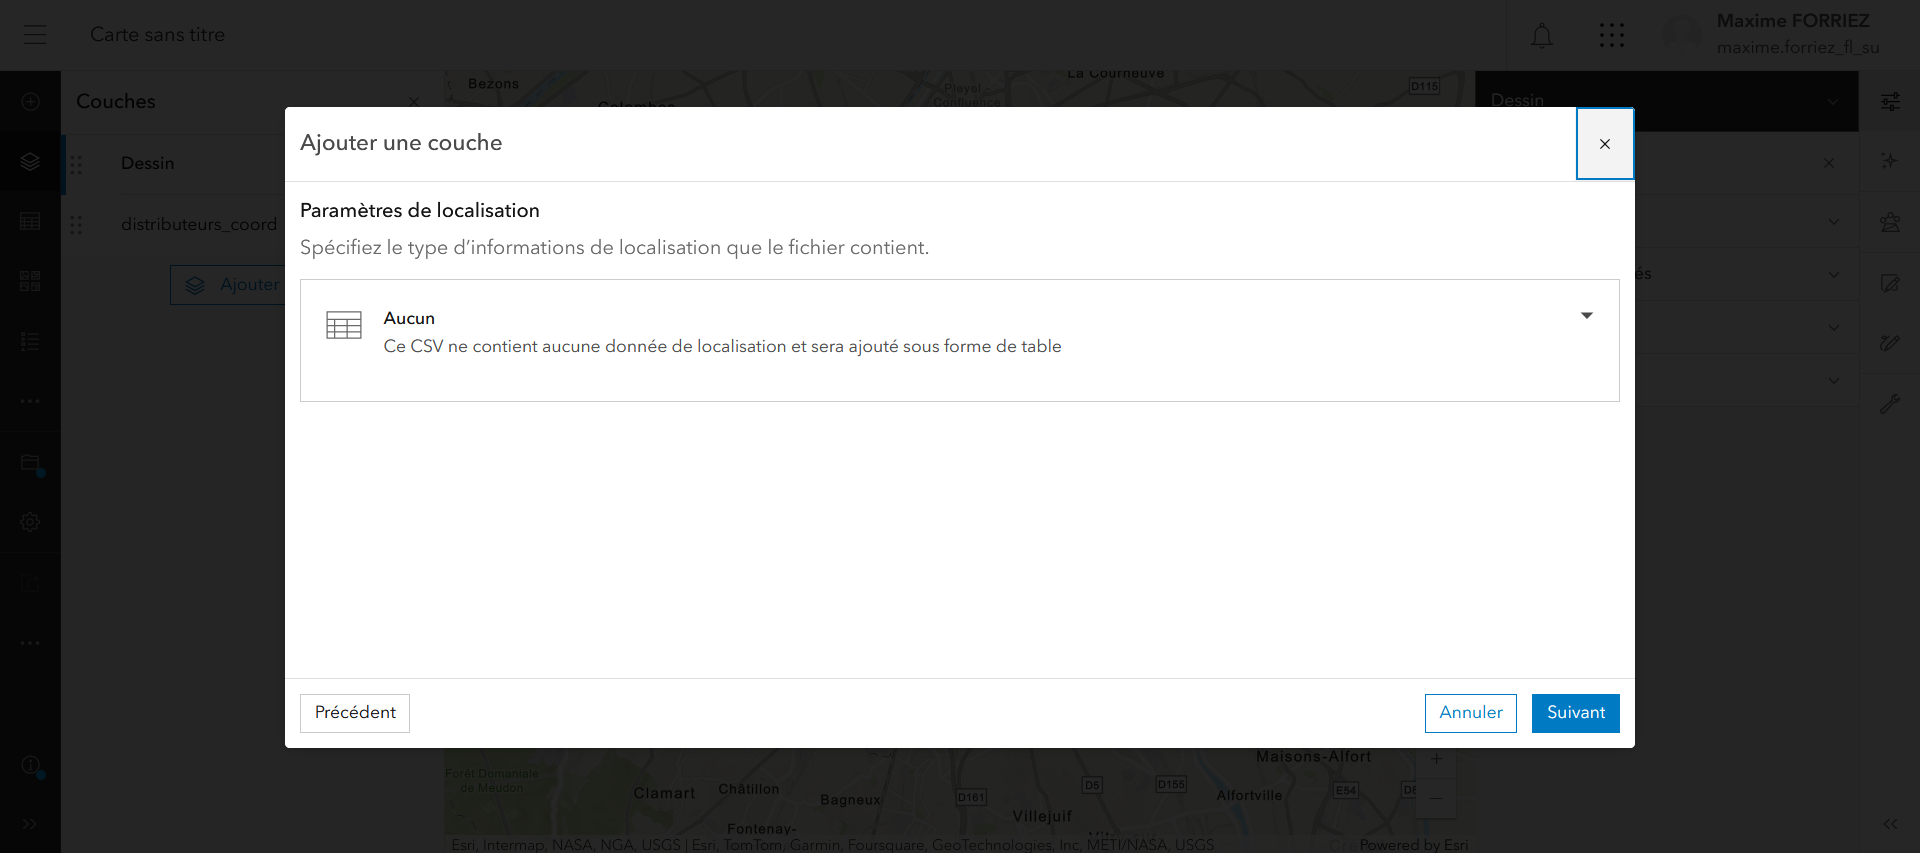 Carte sans titre
Maxime FORRIEZ
maxime.forriez_fl_su
Couches
Bezons
Colombes
Pleyel -
Confluence
La Courneuve
D115
Dessin
Ajouter une couche
Dessin
Paramètres de localisation
distributeurs_coord
Spécifiez le type d’informations de localisation que le fichier contient.
és
Ajouter
Aucun
Ce CSV ne contient aucune donnée de localisation et sera ajouté sous forme de table
Précédent
Annuler
Suivant
Maisons-Alfort
Forêt Domaniale
de Meudon
Clamart
Châtillon
Bagneux
D161
D5
D155
Alfortville
E54
Villejuif
Fontenay-
Esri, Intermap, NASA, NGA, USGS | Esri, TomTom, Garmin, Foursquare, GeoTechnologies, Inc, METI/NASA, USGS
Powered by Esri